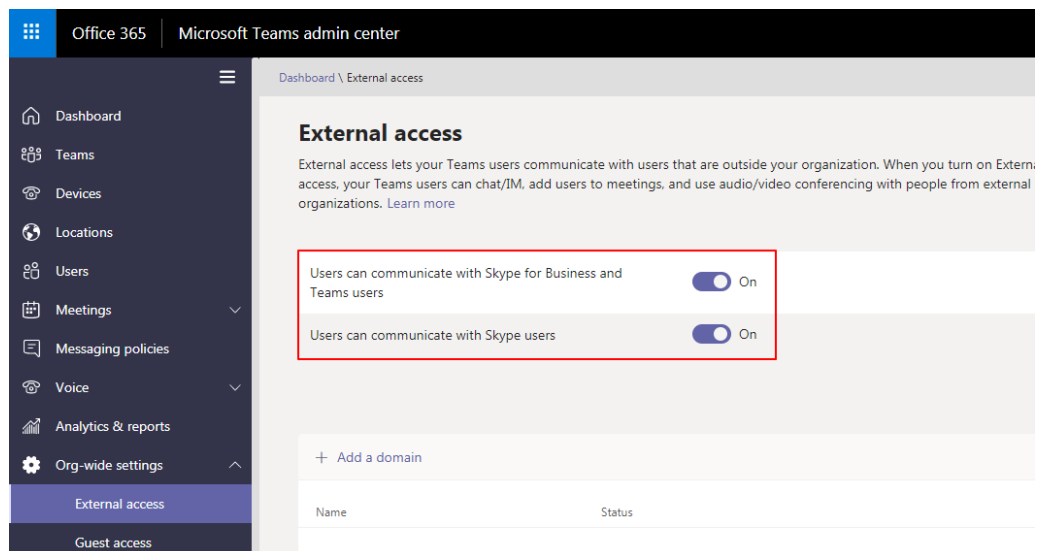 Office 365
Microsoft Teams admin center
Dashboard \ External access
Dashboard
Teams
Devices
Locations
Users
Meetings
Messaging policies
Voice
Analytics & reports
Org-wide settings
External access
Guest access
External access
External access lets your Teams users communicate with users that are outside your organization. When you turn on Externa
access, your Teams users can chat/IM, add users to meetings, and use audio/video conferencing with people from external
organizations. Learn more
Users can communicate with Skype for Business and
Teams users
On
Users can communicate with Skype users
On
+ Add a domain
Name
Status